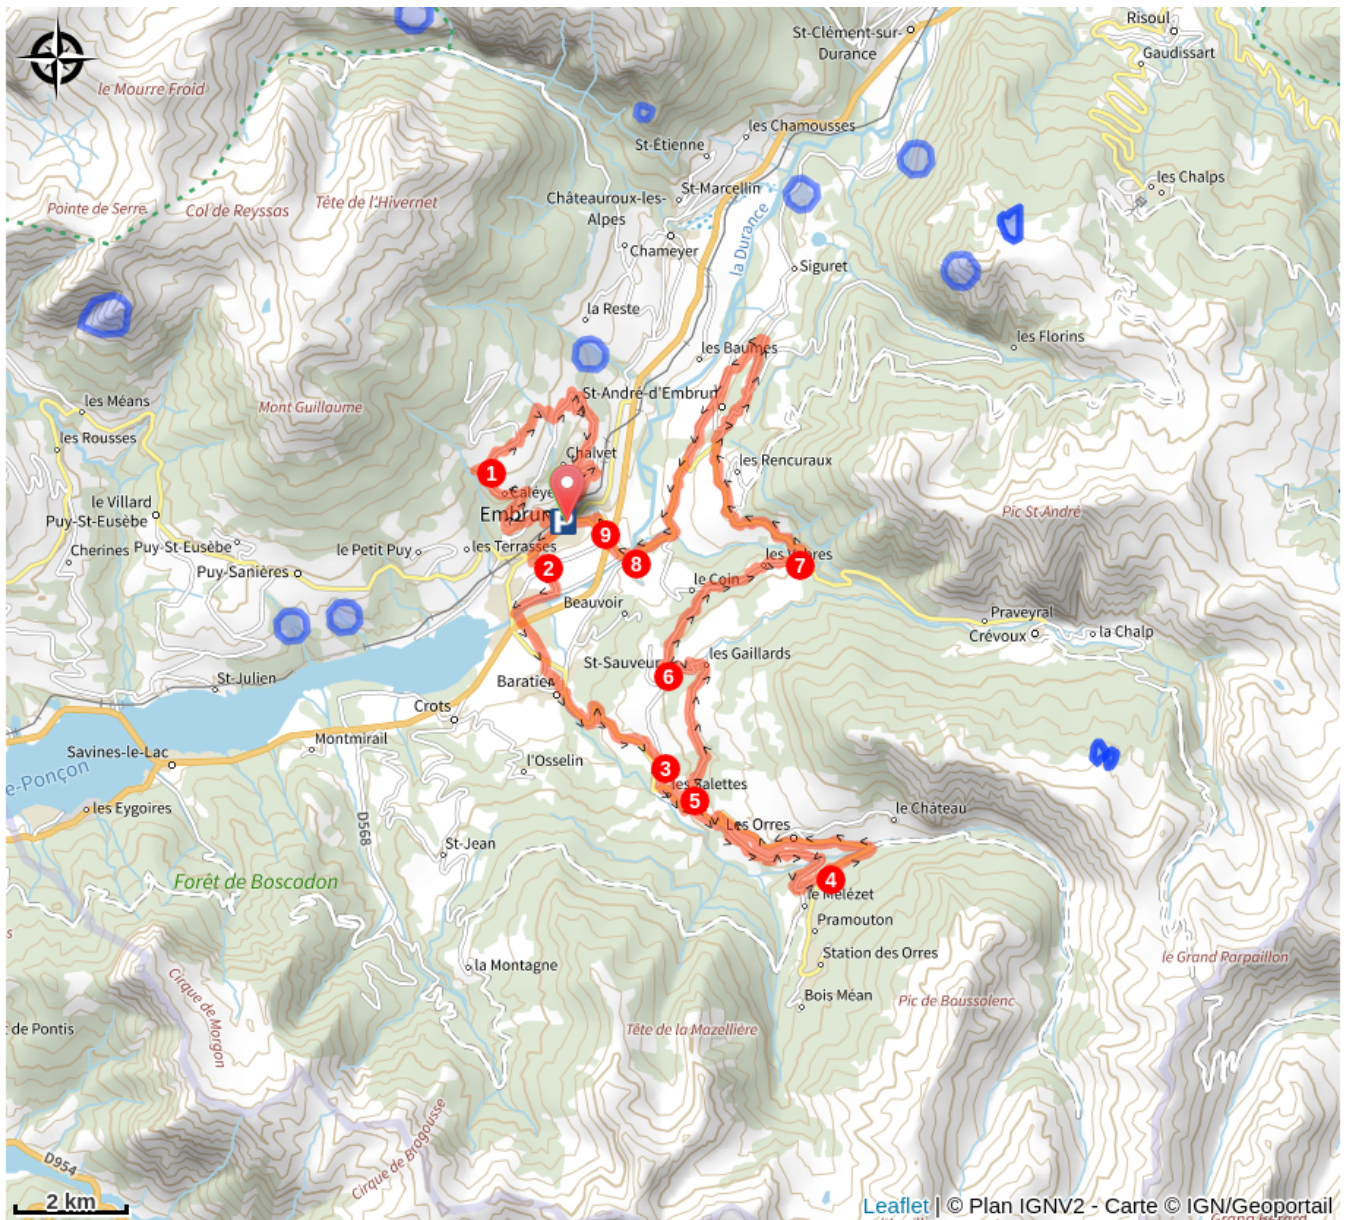 Risoul
St-Clément-sur-
Durance
Gaudissart
le Mourre Froid
les Chamousses
St-Étienne
les Chalps
St-Marcellin
Châteauroux-les-
Alpes
Pointe de Serre
Col de Reyssas
Tête de l'Hivernet
la Durance
Chameyer
Siguret
la Reste
les Florins
les Baumes
St-André-d'Embrun
les Méans
Mont Guillaume
les Rousses
Chalvet
les Rencuraux
1
Caléye
le Villard
Puy-St-Eusèbe
Embrun
P
Pic St-André
9
Cherines
Puy-St-Eusèbe
le Petit Puy
les Terrasses
8
7
2
Puy-Sanières
le Coin
Beauvoir
Praveyral
Crévoux
la Chalp
St-Sauveur
les Gaillards
6
St-Julien
Baratier
Crots
Montmirail
Savines-le-Lac
l'Osselin
3
e-Ponçon
5
les Eygoires
D568
Les Orres
le Château
St-Jean
Forêt de Boscodon
4
le Mélézet
Pramouton
Station des Orres
le Grand Parpaillon
la Montagne
Cirque de Morgon
Bois Méan
Pic de Boussolenc
t de Pontis
Tête de la Mazellière
Cirque de Bragousse
D954
2 km
Leaflet | © Plan IGNV2 - Carte © IGN/Geoportail